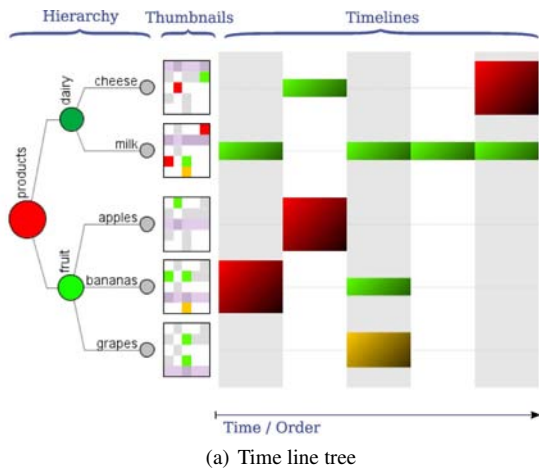 Hierarchy Thumbnails Timelines
dairy
cheese
milk
products
fruit
apples
bananas
grapes
Time / Order
(a) Time line tree